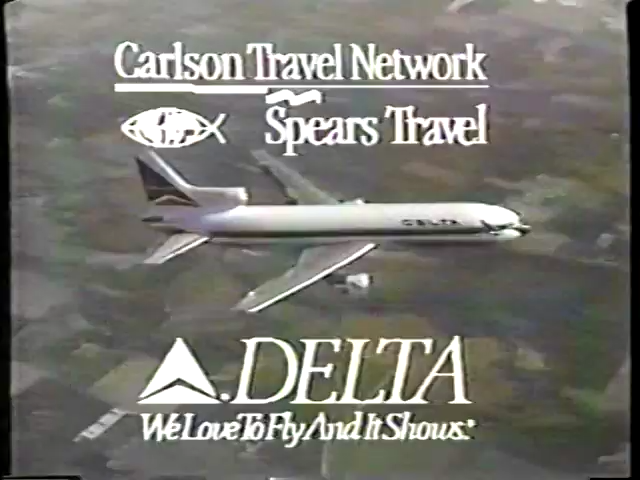 Carlson Travel Network
Spears Travel
DELTA
DELTA
We Love To Fly And It Shows.